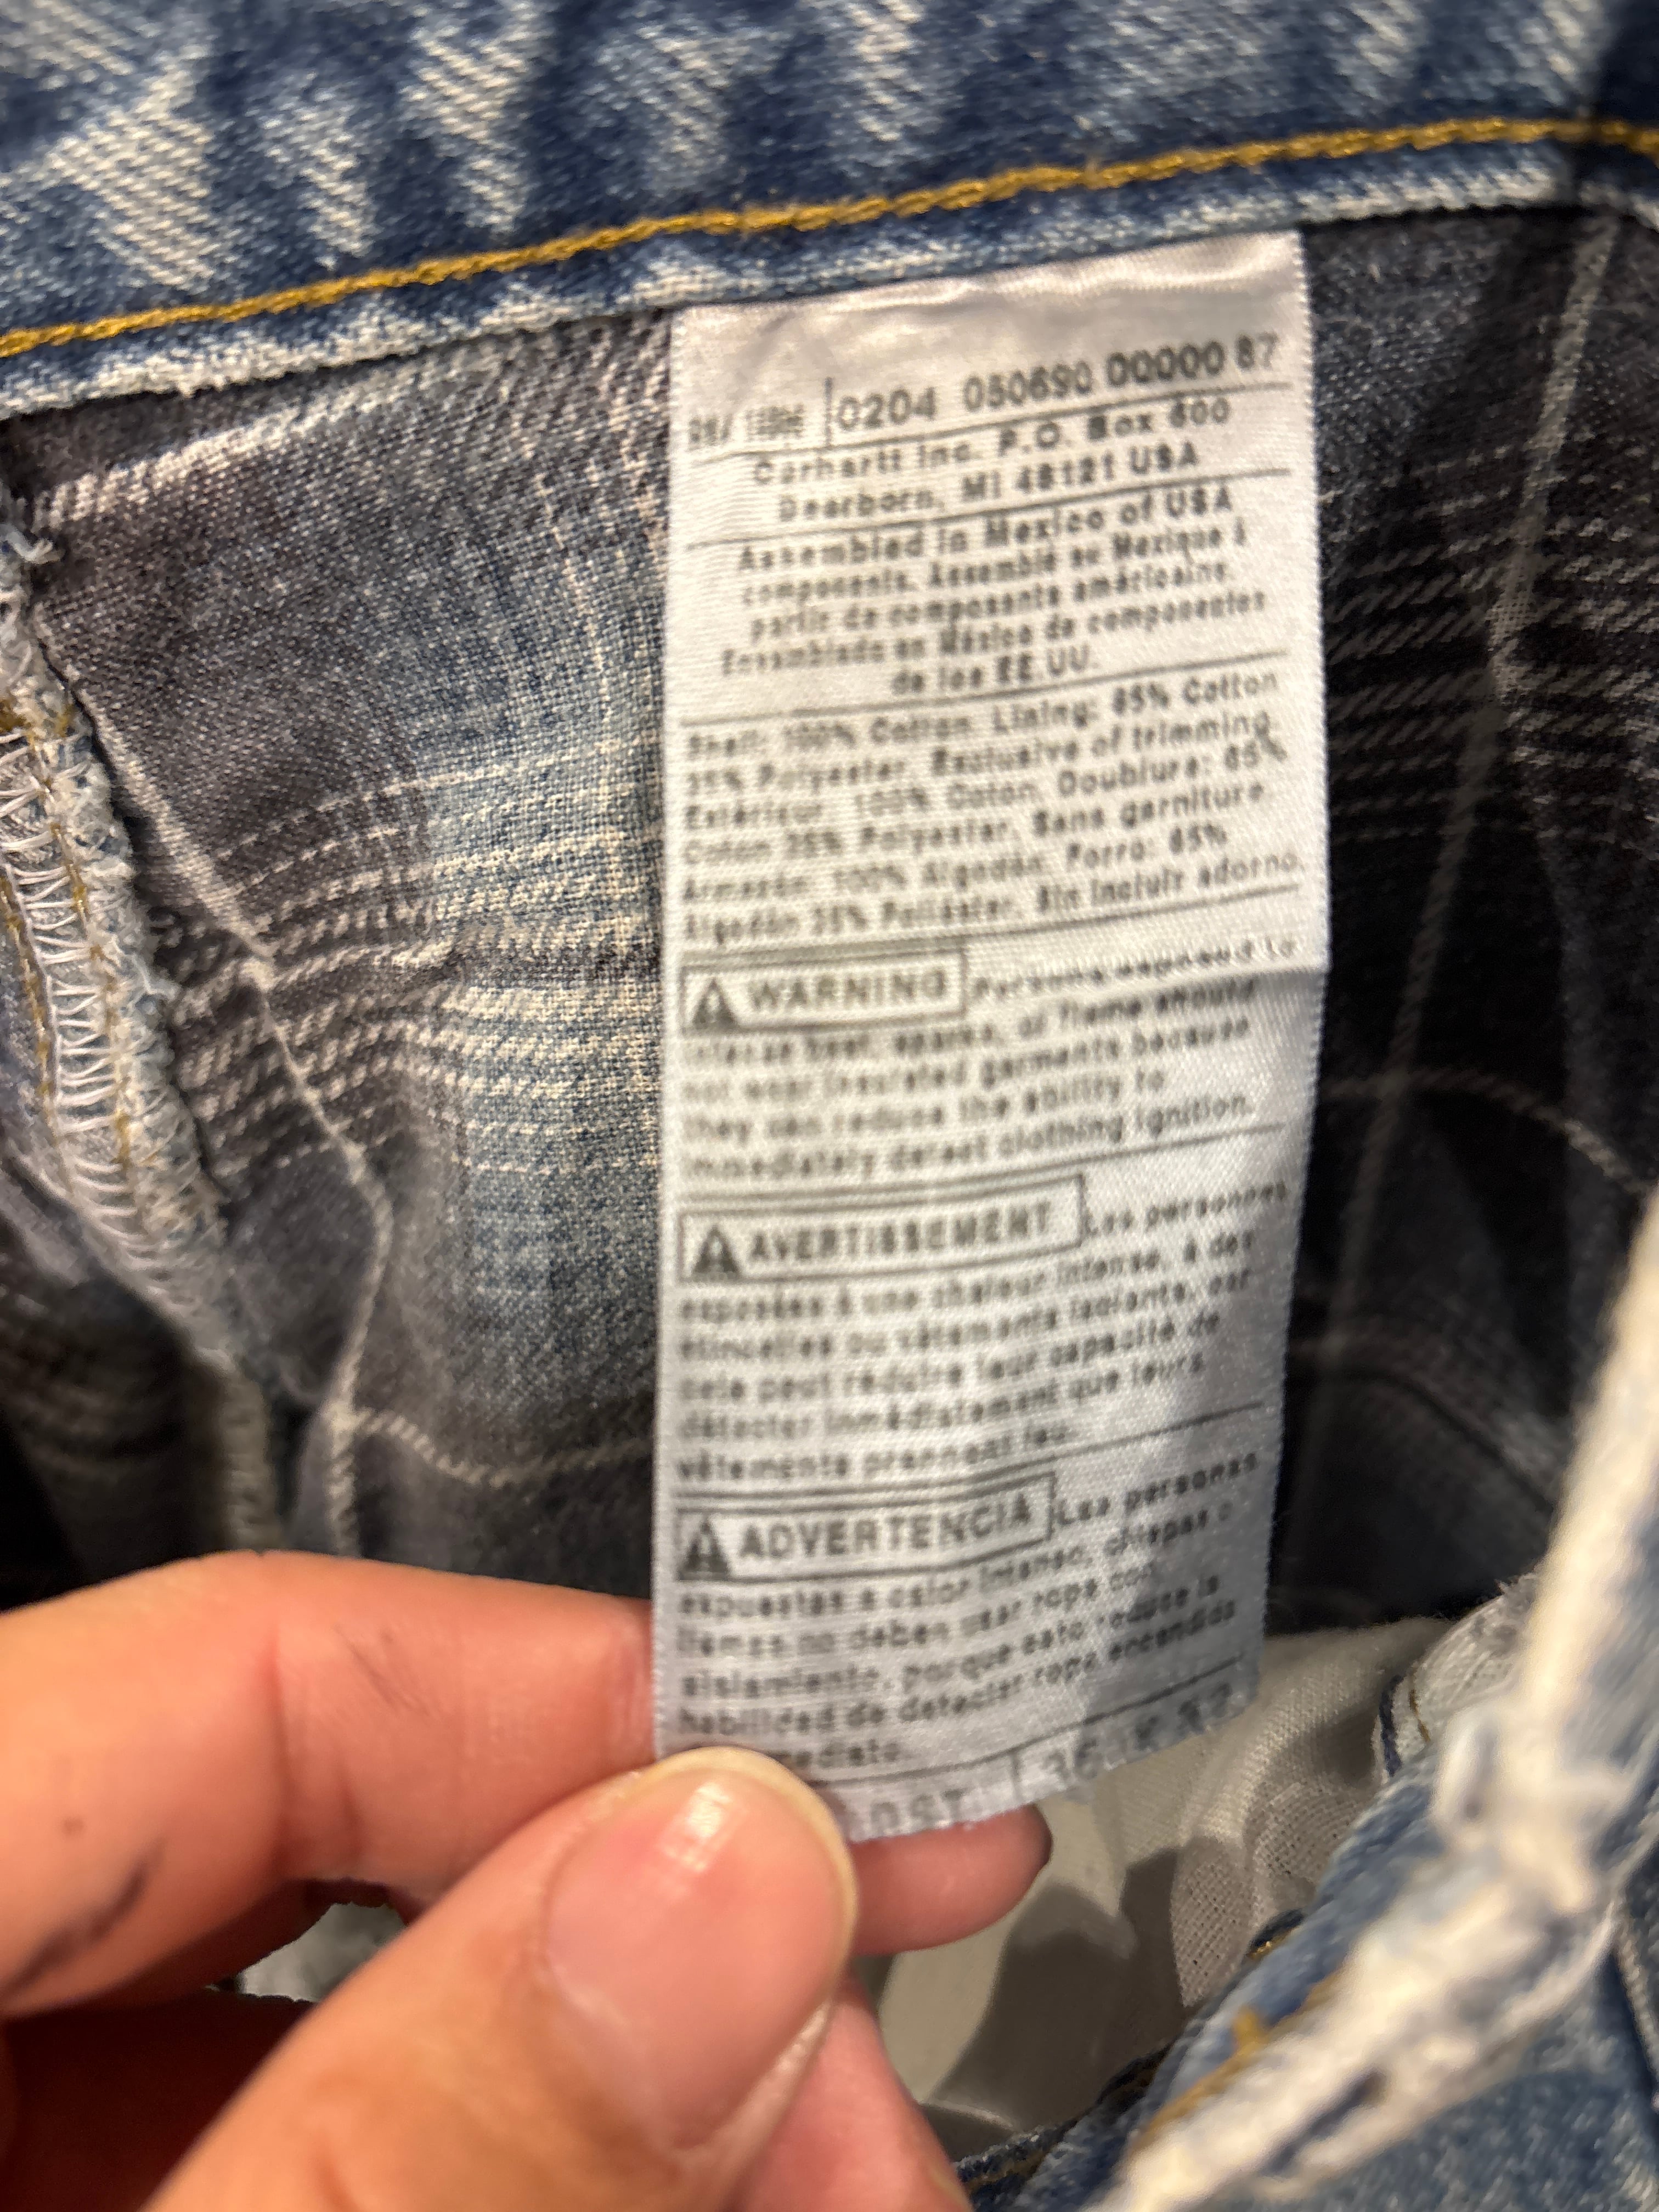 0204 050690 00000 87
Carhartt Inc. P.O. Box 600
Dearborn, MI 48121 USA
Assembled in Mexico of USA
components. Assemblé au Mexique à
partir de composants américains.
Ensamblado en México de componentes
de los EE.UU.
Shell: 100% Cotton. Lining: 65% Cotton
35% Polyester. Exclusive of trimming.
Extérieur: 100% Coton. Doublure: 65%
Coton 35% Polyester. Sans garniture.
Armazón: 100% Algodón. Forro: 65%
Algodón 35% Poliéster. Sin incluir adorno.
WARNING Persons exposed to
intense heat, sparks, or flame should
not wear insulated garments because
they can reduce the ability to
immediately detect clothing ignition.
AVERTISSEMENT Les personnes
exposées à une chaleur intense, à des
étincelles ou vêtements isolants, car
cela peut réduire leur capacité de
détecter immédiatement que leurs
vêtements prennent feu.
ADVERTENCIA Las personas
expuestas a calor intenso, chispas o
llamas no deben usar ropa con
aislamiento, porque esto reduce la
habilidad de detectar ropa encendida
mediato.